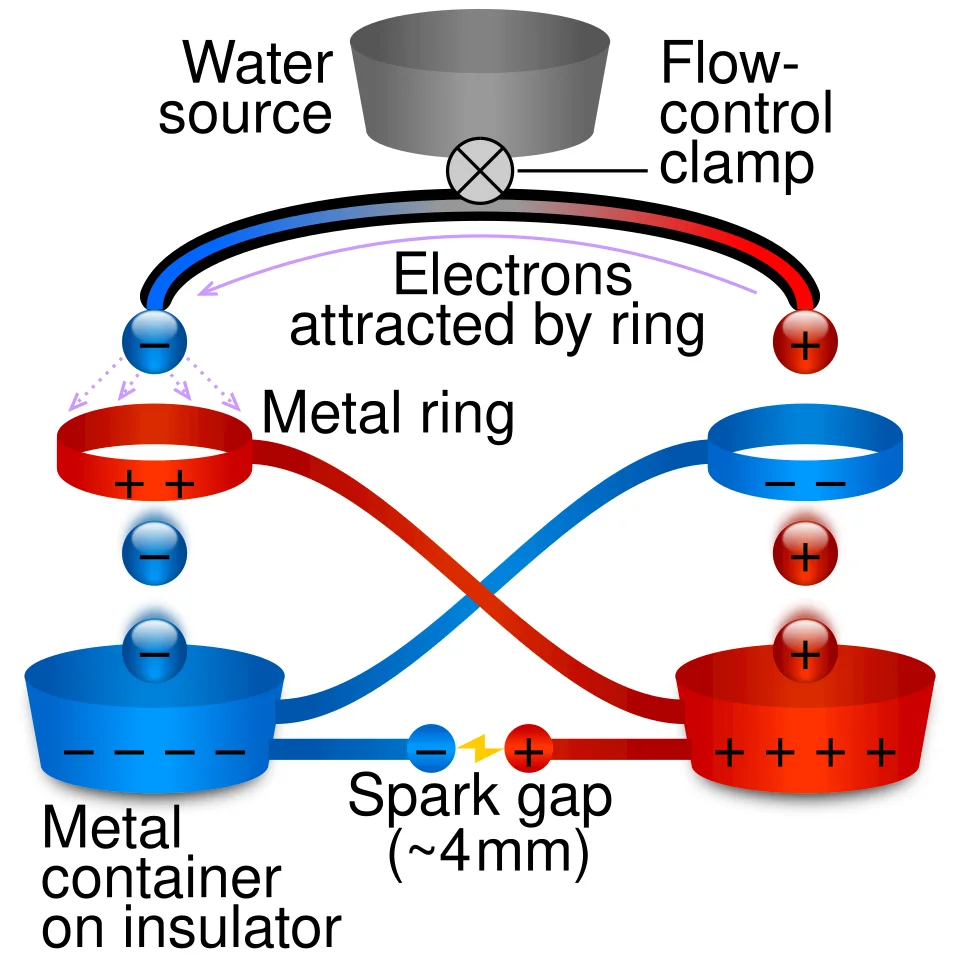 Water
source
Flow-
control
clamp
Electrons
attracted by ring
−
+
Metal ring
+ +
− −
−
+
−
+
− − − −
−
+
+ + + +
Spark gap
(~4mm)
Metal
container
on insulator